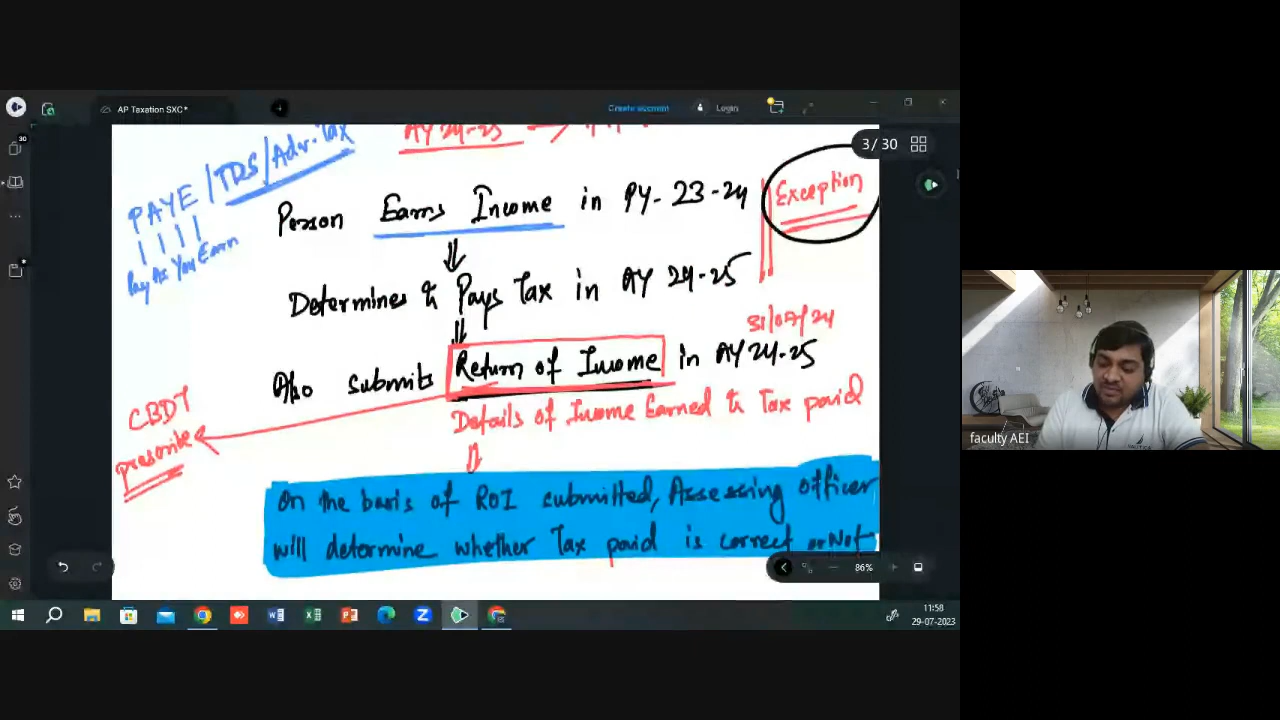 AP Taxation SXC*
Create account
Login
30
3 / 30
AY 24-25
PAYE / TDS / Adv. Tax
Pay As You Earn
Person Earns Income in PY- 23-24
Exception
Determines & Pays Tax in AY 24-25
31/07/24
Also submits Return of Income in AY 24-25
CBDT
prescribe
Details of Income Earned & Tax paid
On the basis of ROI submitted, Assessing officer
will determine whether Tax paid is correct or Not
86%
faculty AEI
11:58
29-07-2023